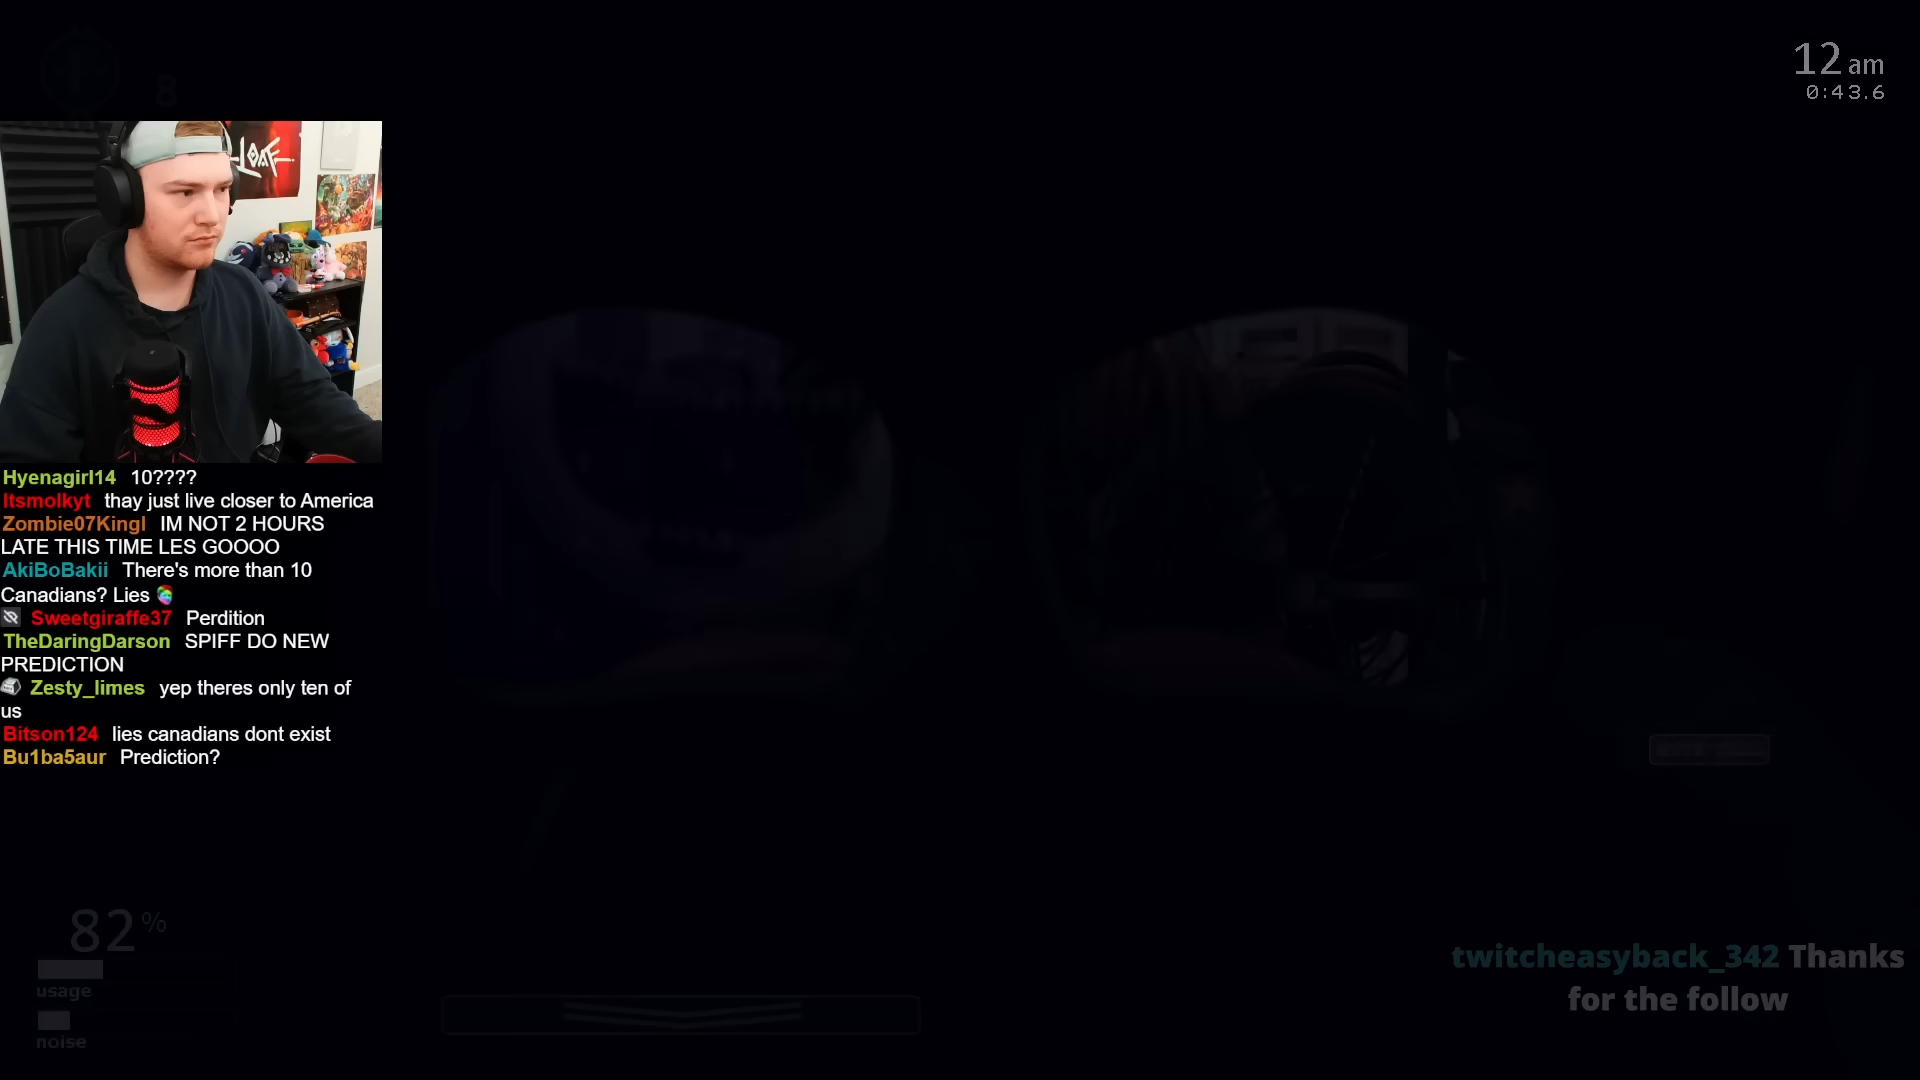 8
12 am
0:43.6
LOAF
Hyenagirl14 10????
Itsmolkyt thay just live closer to America
Zombie07KingI IM NOT 2 HOURS
LATE THIS TIME LES GOOOO
AkiBoBakii There's more than 10
Canadians? Lies
Sweetgiraffe37 Perdition
TheDaringDarson SPIFF DO NEW
PREDICTION
Zesty_limes yep theres only ten of
us
Bitson124 lies canadians dont exist
Bu1ba5aur Prediction?
82%
usage
noise
twitcheasyback_342 Thanks
for the follow